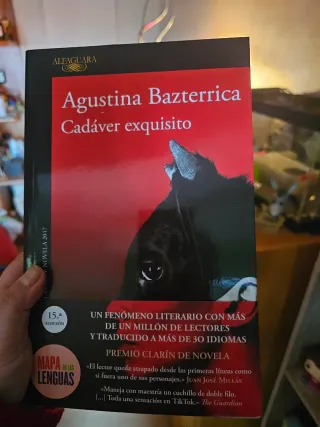 ALFAGUARA
Agustina Bazterrica
Cadáver exquisito
NOVELA 2017
15.ª
UN FENÓMENO LITERARIO CON MÁS
DE UN MILLÓN DE LECTORES
Y TRADUCIDO A MÁS DE 30 IDIOMAS
PREMIO CLARÍN DE NOVELA
MAPA DE LAS
LENGUAS
«El lector queda atrapado desde las primeras líneas como
si fuera uno de sus personajes.» JUAN JOSÉ MILLÁS
«Maneja con maestría un cuchillo de doble filo.
[...] Toda una sensación en TikTok.» The Guardian